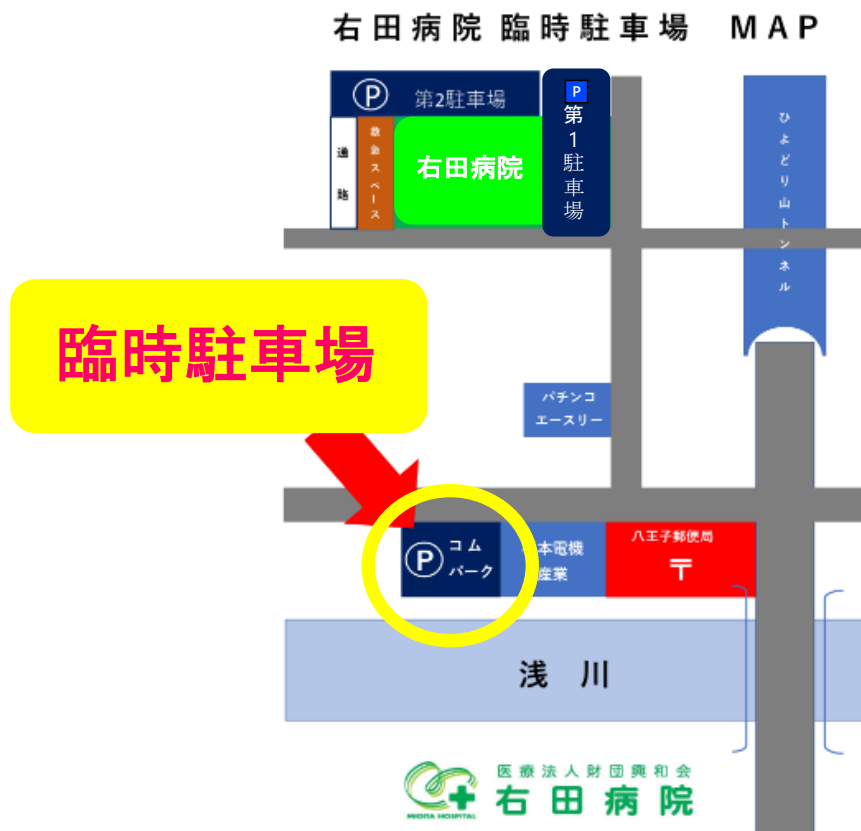 右田病院 臨時駐車場 MAP
P 第2駐車場
P
第1駐車場
通路
救急スペース
右田病院
ひよどり山トンネル
臨時駐車場
パチンコ
エースリー
P コム
パーク
本電機
産業
八王子郵便局
〒
浅川
医療法人財団興和会
右田病院
MIGITA HOSPITAL